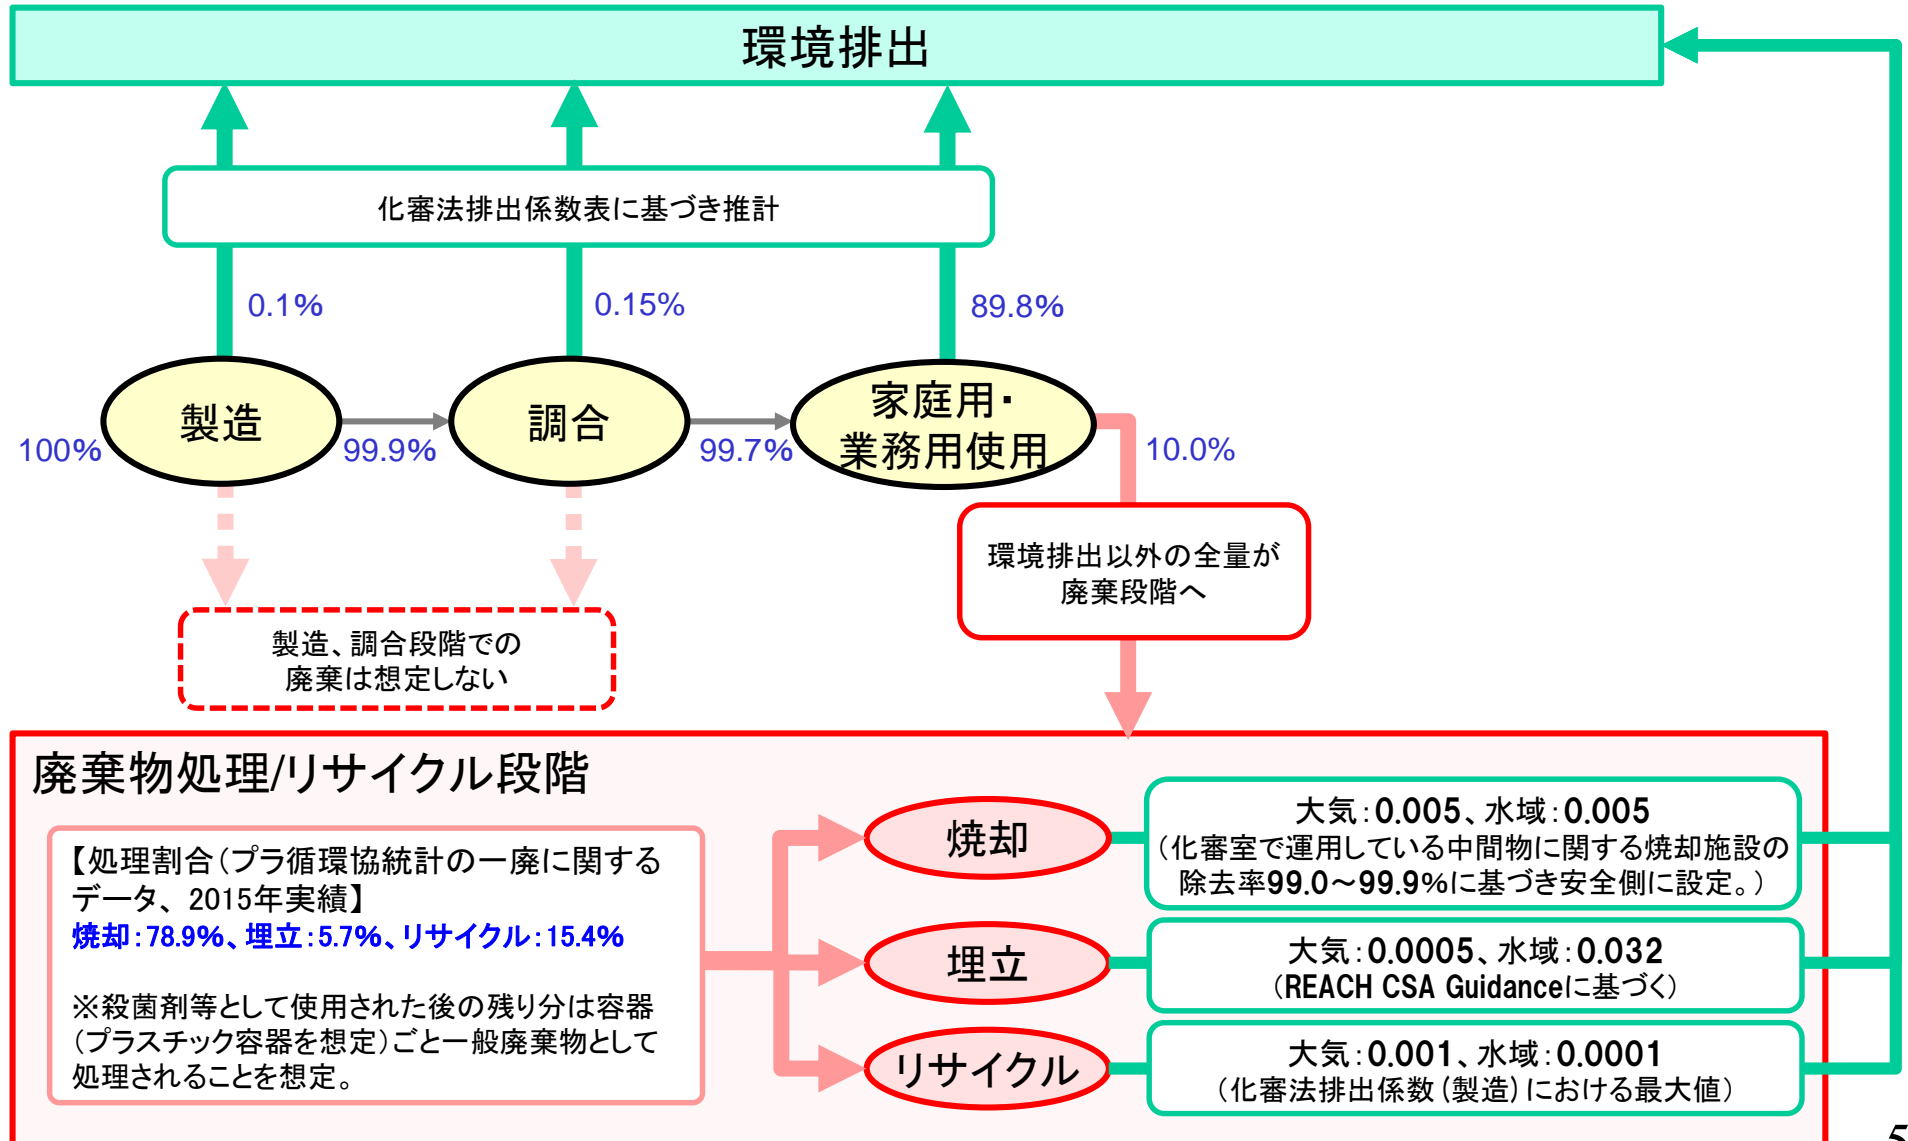 環境排出
化審法排出係数表に基づき推計
0.1%
0.15%
89.8%
製造
調合
家庭用・
業務用使用
100%
99.9%
99.7%
10.0%
環境排出以外の全量が
廃棄段階へ
製造、調合段階での
廃棄は想定しない
廃棄物処理/リサイクル段階
【処理割合(プラ循環協統計の一廃に関する
データ、2015年実績】
焼却:78.9%、埋立:5.7%、リサイクル:15.4%
※殺菌剤等として使用された後の残り分は容器
(プラスチック容器を想定)ごと一般廃棄物として
処理されることを想定。
焼却
大気:0.005、水域:0.005
(化審室で運用している中間物に関する焼却施設の
除去率99.0~99.9%に基づき安全側に設定。)
埋立
大気:0.0005、水域:0.032
(REACH CSA Guidanceに基づく)
リサイクル
大気:0.001、水域:0.0001
(化審法排出係数(製造)における最大値)
5